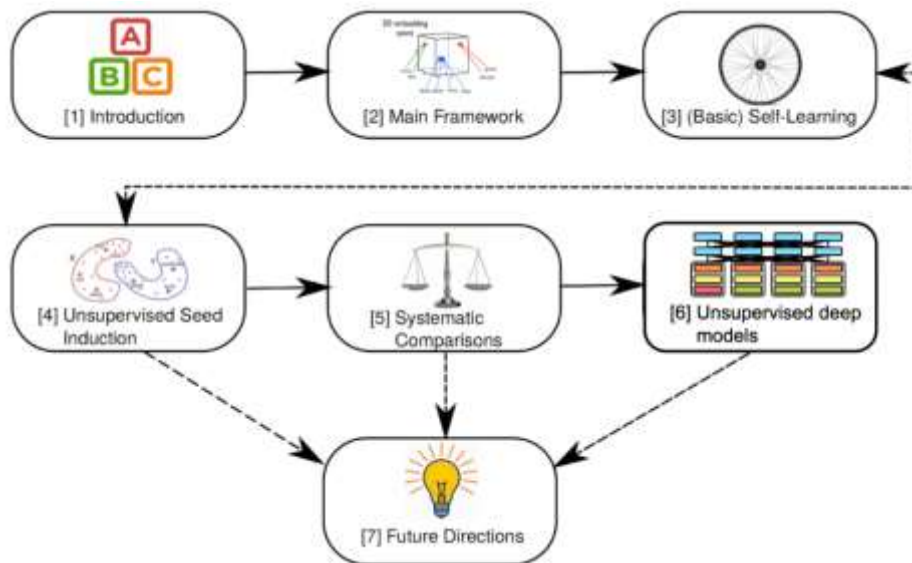 A
B C
[1] Introduction
[2] Main Framework
[3] (Basic) Self-Learning
[4] Unsupervised Seed
Induction
[5] Systematic
Comparisons
[6] Unsupervised deep
models
[7] Future Directions